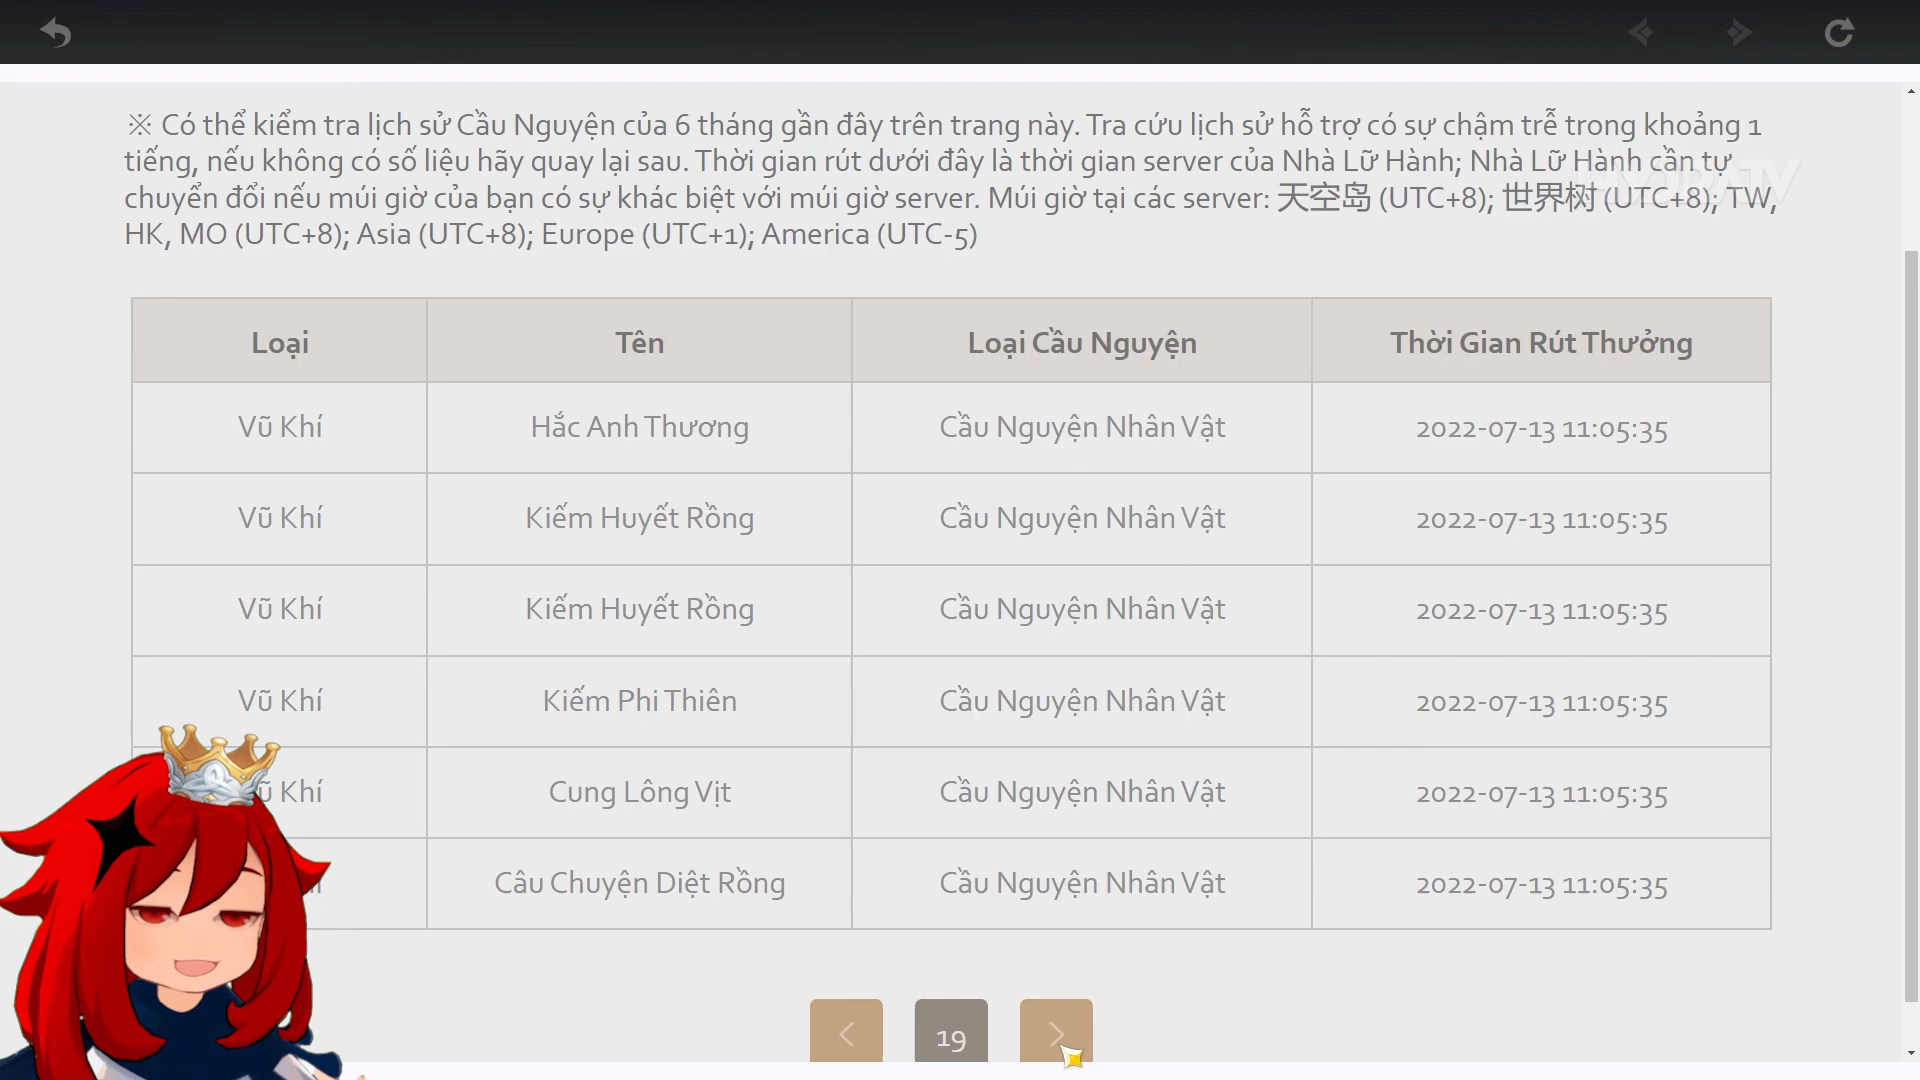 ※ Có thể kiểm tra lịch sử Cầu Nguyện của 6 tháng gần đây trên trang này. Tra cứu lịch sử hỗ trợ có sự chậm trễ trong khoảng 1
tiếng, nếu không có số liệu hãy quay lại sau. Thời gian rút dưới đây là thời gian server của Nhà Lữ Hành; Nhà Lữ Hành cần tự
chuyển đổi nếu múi giờ của bạn có sự khác biệt với múi giờ server. Múi giờ tại các server: 天空岛 (UTC+8); 世界树 (UTC+8); TW,
HK, MO (UTC+8); Asia (UTC+8); Europe (UTC+1); America (UTC-5)
Loại Tên Loại Cầu Nguyện Thời Gian Rút Thưởng
Vũ Khí Hắc Anh Thương Cầu Nguyện Nhân Vật 2022-07-13 11:05:35
Vũ Khí Kiếm Huyết Rồng Cầu Nguyện Nhân Vật 2022-07-13 11:05:35
Vũ Khí Kiếm Huyết Rồng Cầu Nguyện Nhân Vật 2022-07-13 11:05:35
Vũ Khí Kiếm Phi Thiên Cầu Nguyện Nhân Vật 2022-07-13 11:05:35
Khí Cung Lông Vịt Cầu Nguyện Nhân Vật 2022-07-13 11:05:35
Câu Chuyện Diệt Rồng Cầu Nguyện Nhân Vật 2022-07-13 11:05:35
19